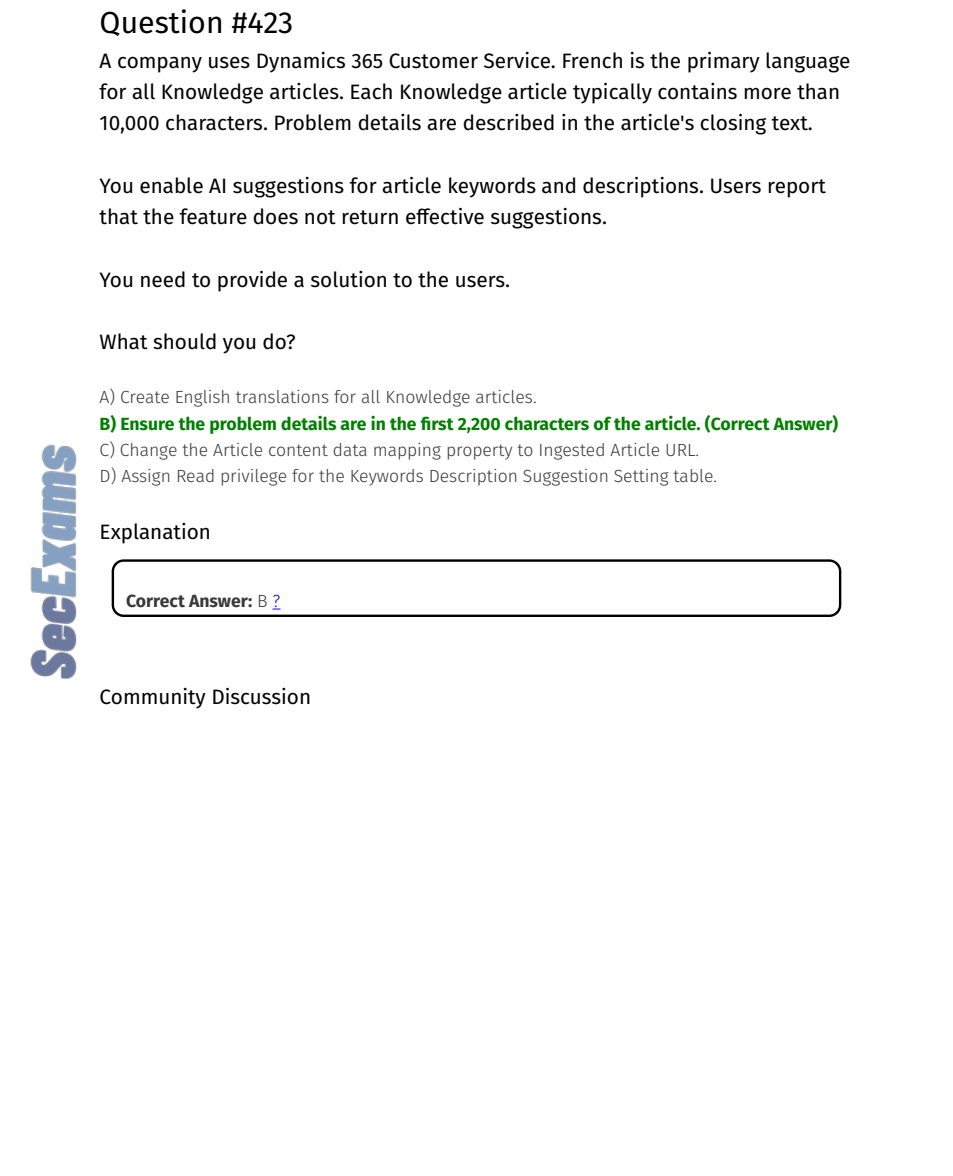 Question #423
A company uses Dynamics 365 Customer Service. French is the primary language
for all Knowledge articles. Each Knowledge article typically contains more than
10,000 characters. Problem details are described in the article's closing text.
You enable AI suggestions for article keywords and descriptions. Users report
that the feature does not return effective suggestions.
You need to provide a solution to the users.
What should you do?
A) Create English translations for all Knowledge articles.
B) Ensure the problem details are in the first 2,200 characters of the article. (Correct Answer)
C) Change the Article content data mapping property to Ingested Article URL.
D) Assign Read privilege for the Keywords Description Suggestion Setting table.
SecExams
Explanation
Correct Answer: B ?
Community Discussion